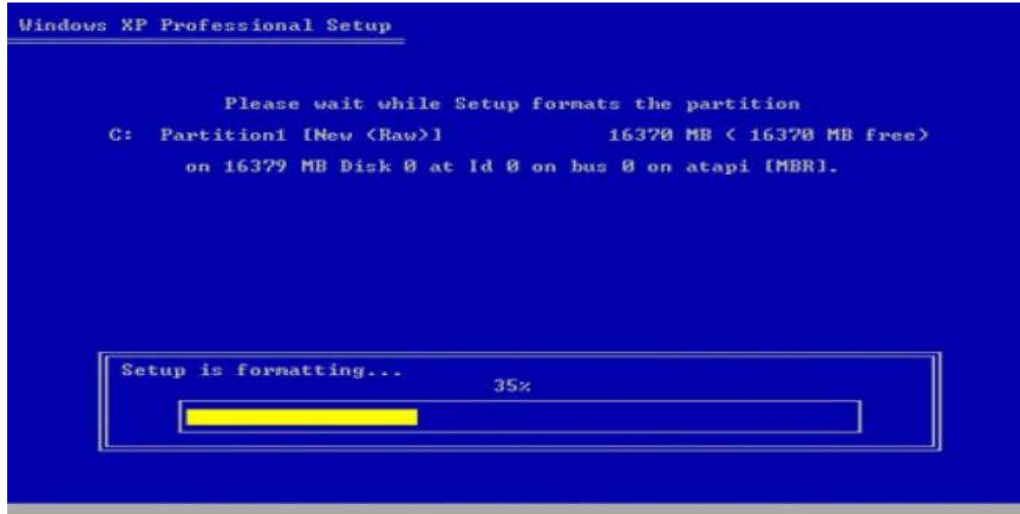 Windows XP Professional Setup
Please wait while Setup formats the partition
C: Partition1 [New <Raw>] 16370 MB < 16370 MB free>
on 16379 MB Disk 0 at Id 0 on bus 0 on atapi [MBR].
Setup is formatting...
35%